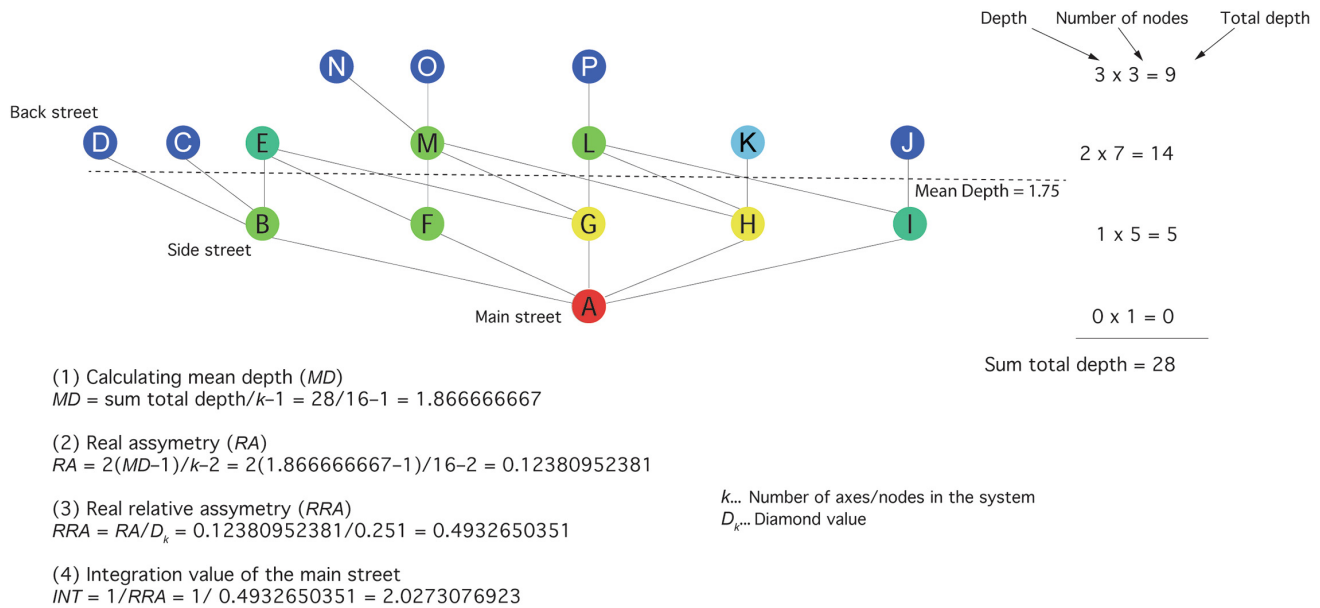 Depth Number of nodes Total depth
N O P
3 x 3 = 9
Back street
D C E M L K J
2 x 7 = 14
Mean Depth = 1.75
B F G H I
1 x 5 = 5
Side street
A
Main street
0 x 1 = 0
Sum total depth = 28
(1) Calculating mean depth (MD)
MD = sum total depth/k–1 = 28/16–1 = 1.866666667
(2) Real assymetry (RA)
RA = 2(MD–1)/k–2 = 2(1.866666667–1)/16–2 = 0.12380952381
(3) Real relative assymetry (RRA)
RRA = RA/Dk = 0.12380952381/0.251 = 0.4932650351
k... Number of axes/nodes in the system
Dk... Diamond value
(4) Integration value of the main street
INT = 1/RRA = 1/ 0.4932650351 = 2.0273076923